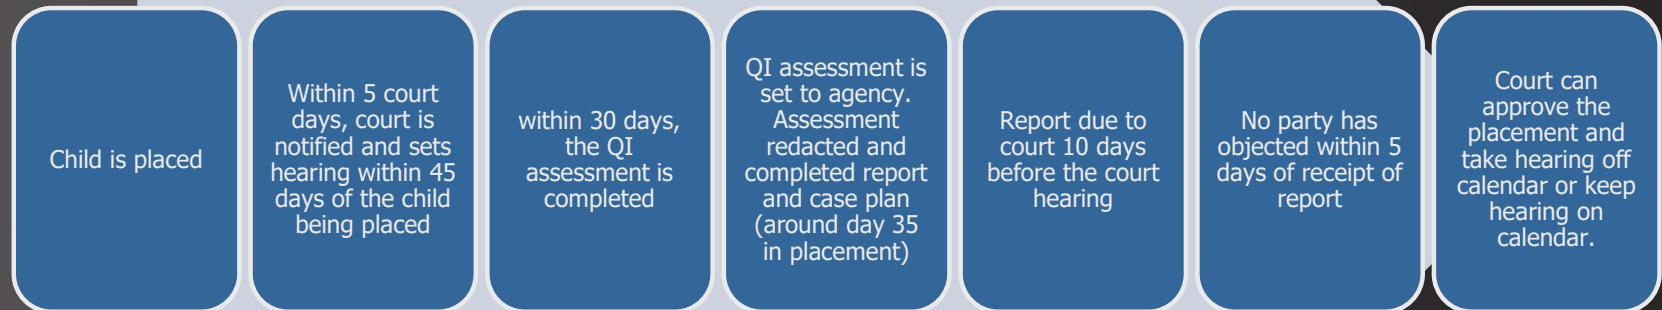 Child is placed
Within 5 court
days, court is
notified and sets
hearing within 45
days of the child
being placed
within 30 days,
the QI
assessment is
completed
QI assessment is
set to agency.
Assessment
redacted and
completed report
and case plan
(around day 35
in placement)
Report due to
court 10 days
before the court
hearing
No party has
objected within 5
days of receipt of
report
Court can
approve the
placement and
take hearing off
calendar or keep
hearing on
calendar.